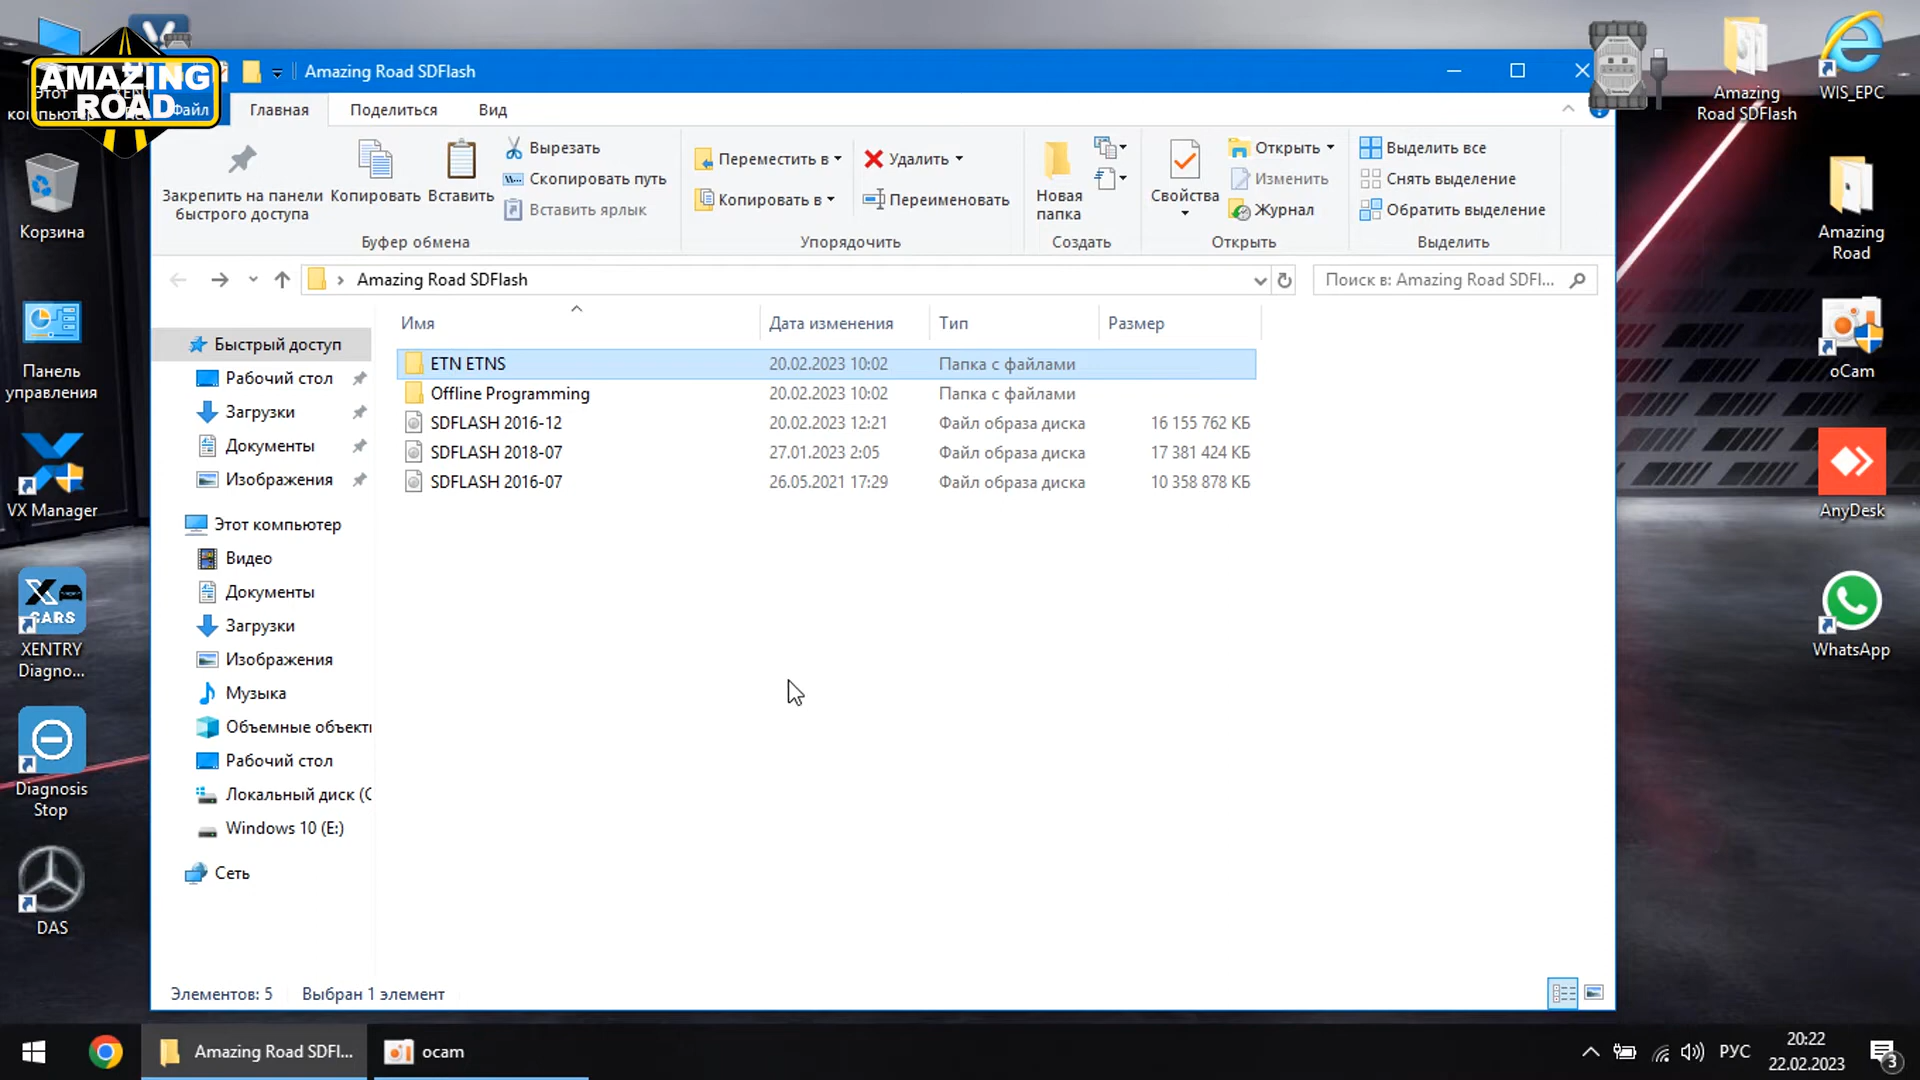 AMAZING
ROAD
Amazing Road SDFlash
Файл
Главная
Поделиться
Вид
Закрепить на панели
быстрого доступа
Копировать
Вставить
Вырезать
Скопировать путь
Вставить ярлык
Буфер обмена
Переместить в
Копировать в
Удалить
Переименовать
Упорядочить
Новая
папка
Создать
Свойства
Открыть
Изменить
Журнал
Открыть
Выделить все
Снять выделение
Обратить выделение
Выделить
Amazing Road SDFlash
Поиск в: Amazing Road SDFl...
Имя
Дата изменения
Тип
Размер
ETN ETNS 20.02.2023 10:02 Папка с файлами
Offline Programming 20.02.2023 10:02 Папка с файлами
SDFLASH 2016-12 20.02.2023 12:21 Файл образа диска 16 155 762 КБ
SDFLASH 2018-07 27.01.2023 2:05 Файл образа диска 17 381 424 КБ
SDFLASH 2016-07 26.05.2021 17:29 Файл образа диска 10 358 878 КБ
Быстрый доступ
Рабочий стол
Загрузки
Документы
Изображения
Этот компьютер
Видео
Документы
Загрузки
Изображения
Музыка
Объемные объекты
Рабочий стол
Локальный диск (C
Windows 10 (E:)
Сеть
Элементов: 5
Выбран 1 элемент
Этот
Корзина
Панель
управления
VX Manager
CARS
XENTRY
Diagno...
Diagnosis
Stop
DAS
Amazing
Road SDFlash
WIS_EPC
Amazing
Road
oCam
AnyDesk
WhatsApp
Amazing Road SDFl...
ocam
РУС
20:22
22.02.2023
3